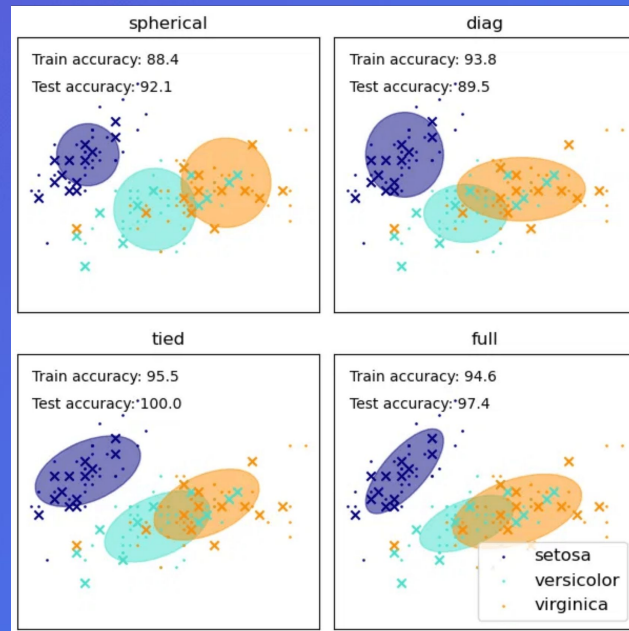 spherical
Train accuracy: 88.4
Test accuracy: 92.1
diag
Train accuracy: 93.8
Test accuracy: 89.5
tied
Train accuracy: 95.5
Test accuracy: 100.0
full
Train accuracy: 94.6
Test accuracy: 97.4
setosa
versicolor
virginica